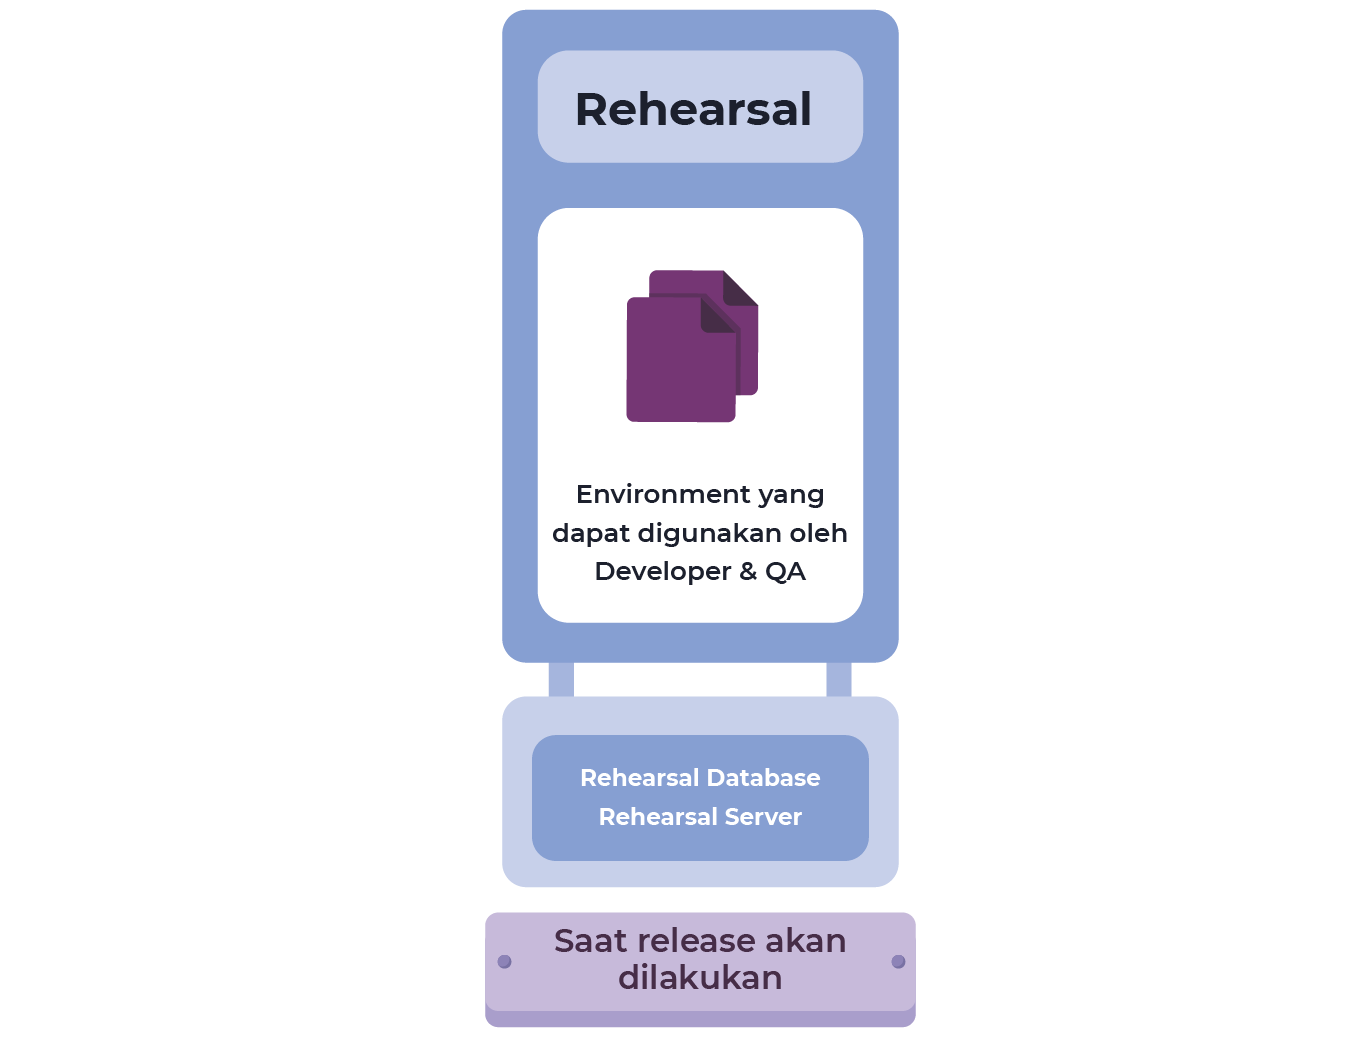 Rehearsal
Environment yang
dapat digunakan oleh
Developer & QA
Rehearsal Database
Rehearsal Server
Saat release akan
dilakukan